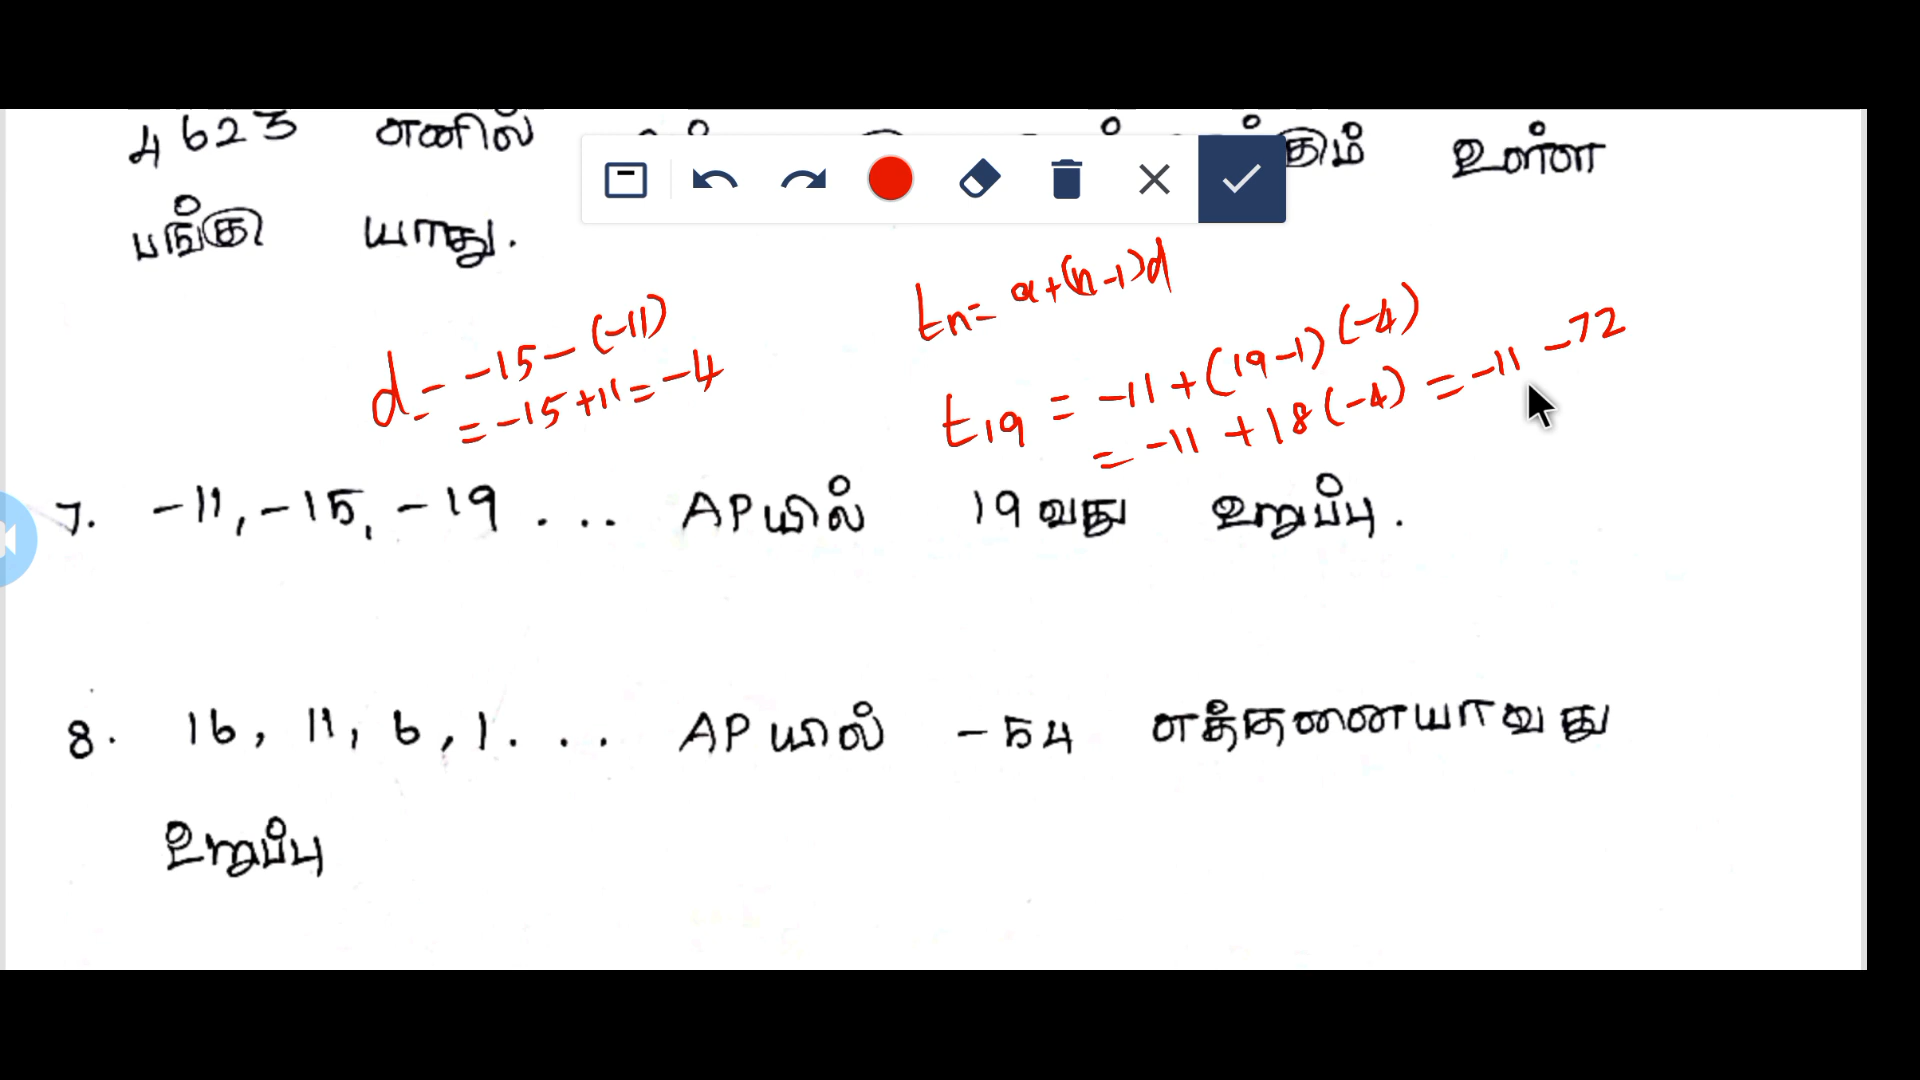 4623 எனில் உள்ள
பங்கு யாது.
tn = a+(n-1)d
d = -15-(-11)
= -15+11 = -4
t19 = -11+(19-1)(-4)
= -11+18(-4) = -11-72
7. -11, -15, -19 . . . APயில் 19வது உறுப்பு.
8. 16, 11, 6, 1. . . . APயில் -54 எத்தனையாவது
உறுப்பு